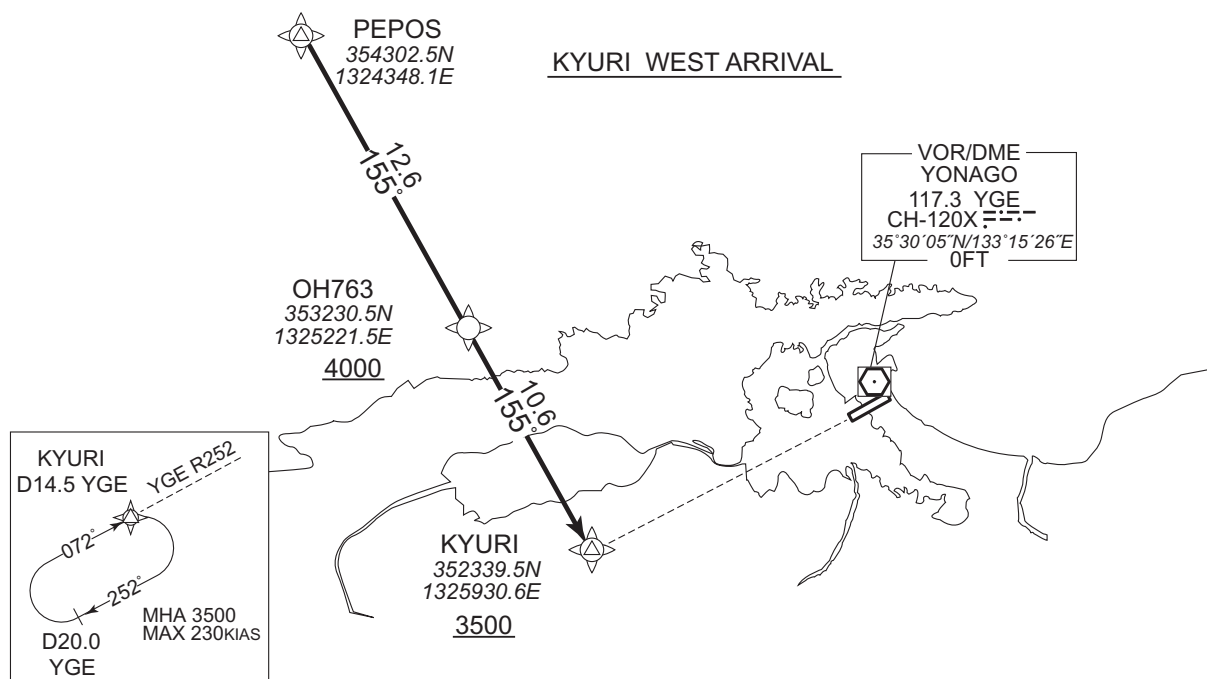 PEPOS
354302.5N
1324348.1E
KYURI WEST ARRIVAL
12.6
155°
VOR/DME
YONAGO
117.3 YGE
CH-120X
35°30´05˝N/133°15´26˝E
0FT
OH763
353230.5N
1325221.5E
4000
10.6
155°
KYURI
352339.5N
1325930.6E
3500
KYURI
D14.5 YGE
YGE R252
072°
252°
D20.0
YGE
MHA 3500
MAX 230KIAS